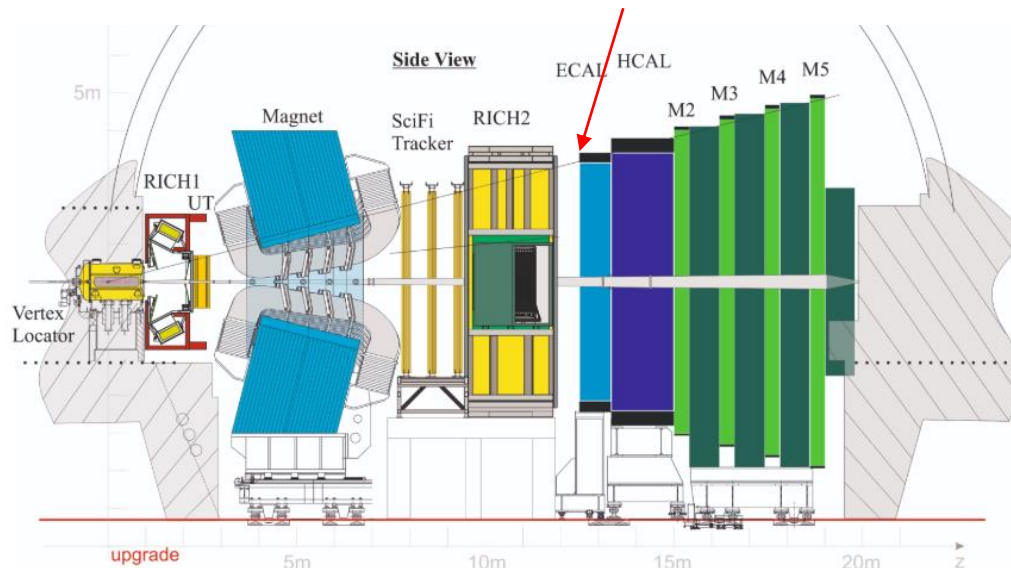 Side View
ECAL
HCAL
M4
M5
M3
M2
5m
Magnet
SciFi
Tracker
RICH2
RICH1
UT
Vertex
Locator
upgrade
5m
10m
15m
20m
z